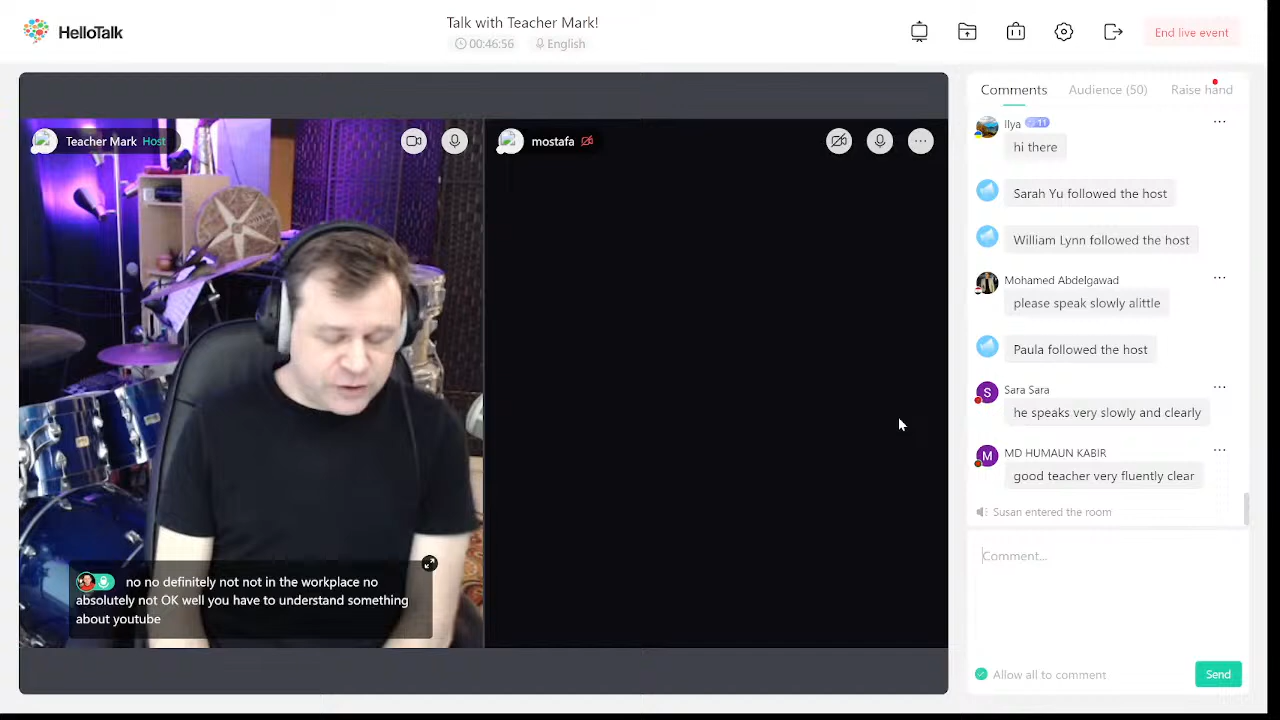 HelloTalk
Talk with Teacher Mark!
00:46:56
English
End live event
Teacher Mark Host
mostafa
no no definitely not not in the workplace no
absolutely not OK well you have to understand something
about youtube
Comments
Audience (50)
Raise hand
Ilya 11
hi there
Sarah Yu followed the host
William Lynn followed the host
Mohamed Abdelgawad
please speak slowly alittle
Paula followed the host
S
Sara Sara
he speaks very slowly and clearly
M
MD HUMAUN KABIR
good teacher very fluently clear
Susan entered the room
Comment...
Allow all to comment
Send